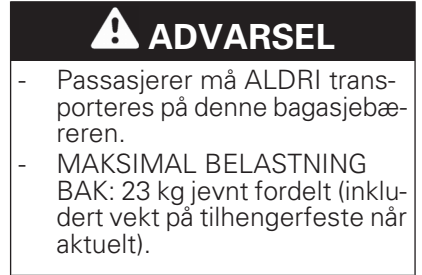 ADVARSEL
- Passasjerer må ALDRI trans-
porteres på denne bagasjebæ-
reren.
- MAKSIMAL BELASTNING
BAK: 23 kg jevnt fordelt (inklu-
dert vekt på tilhengerfeste når
aktuelt).